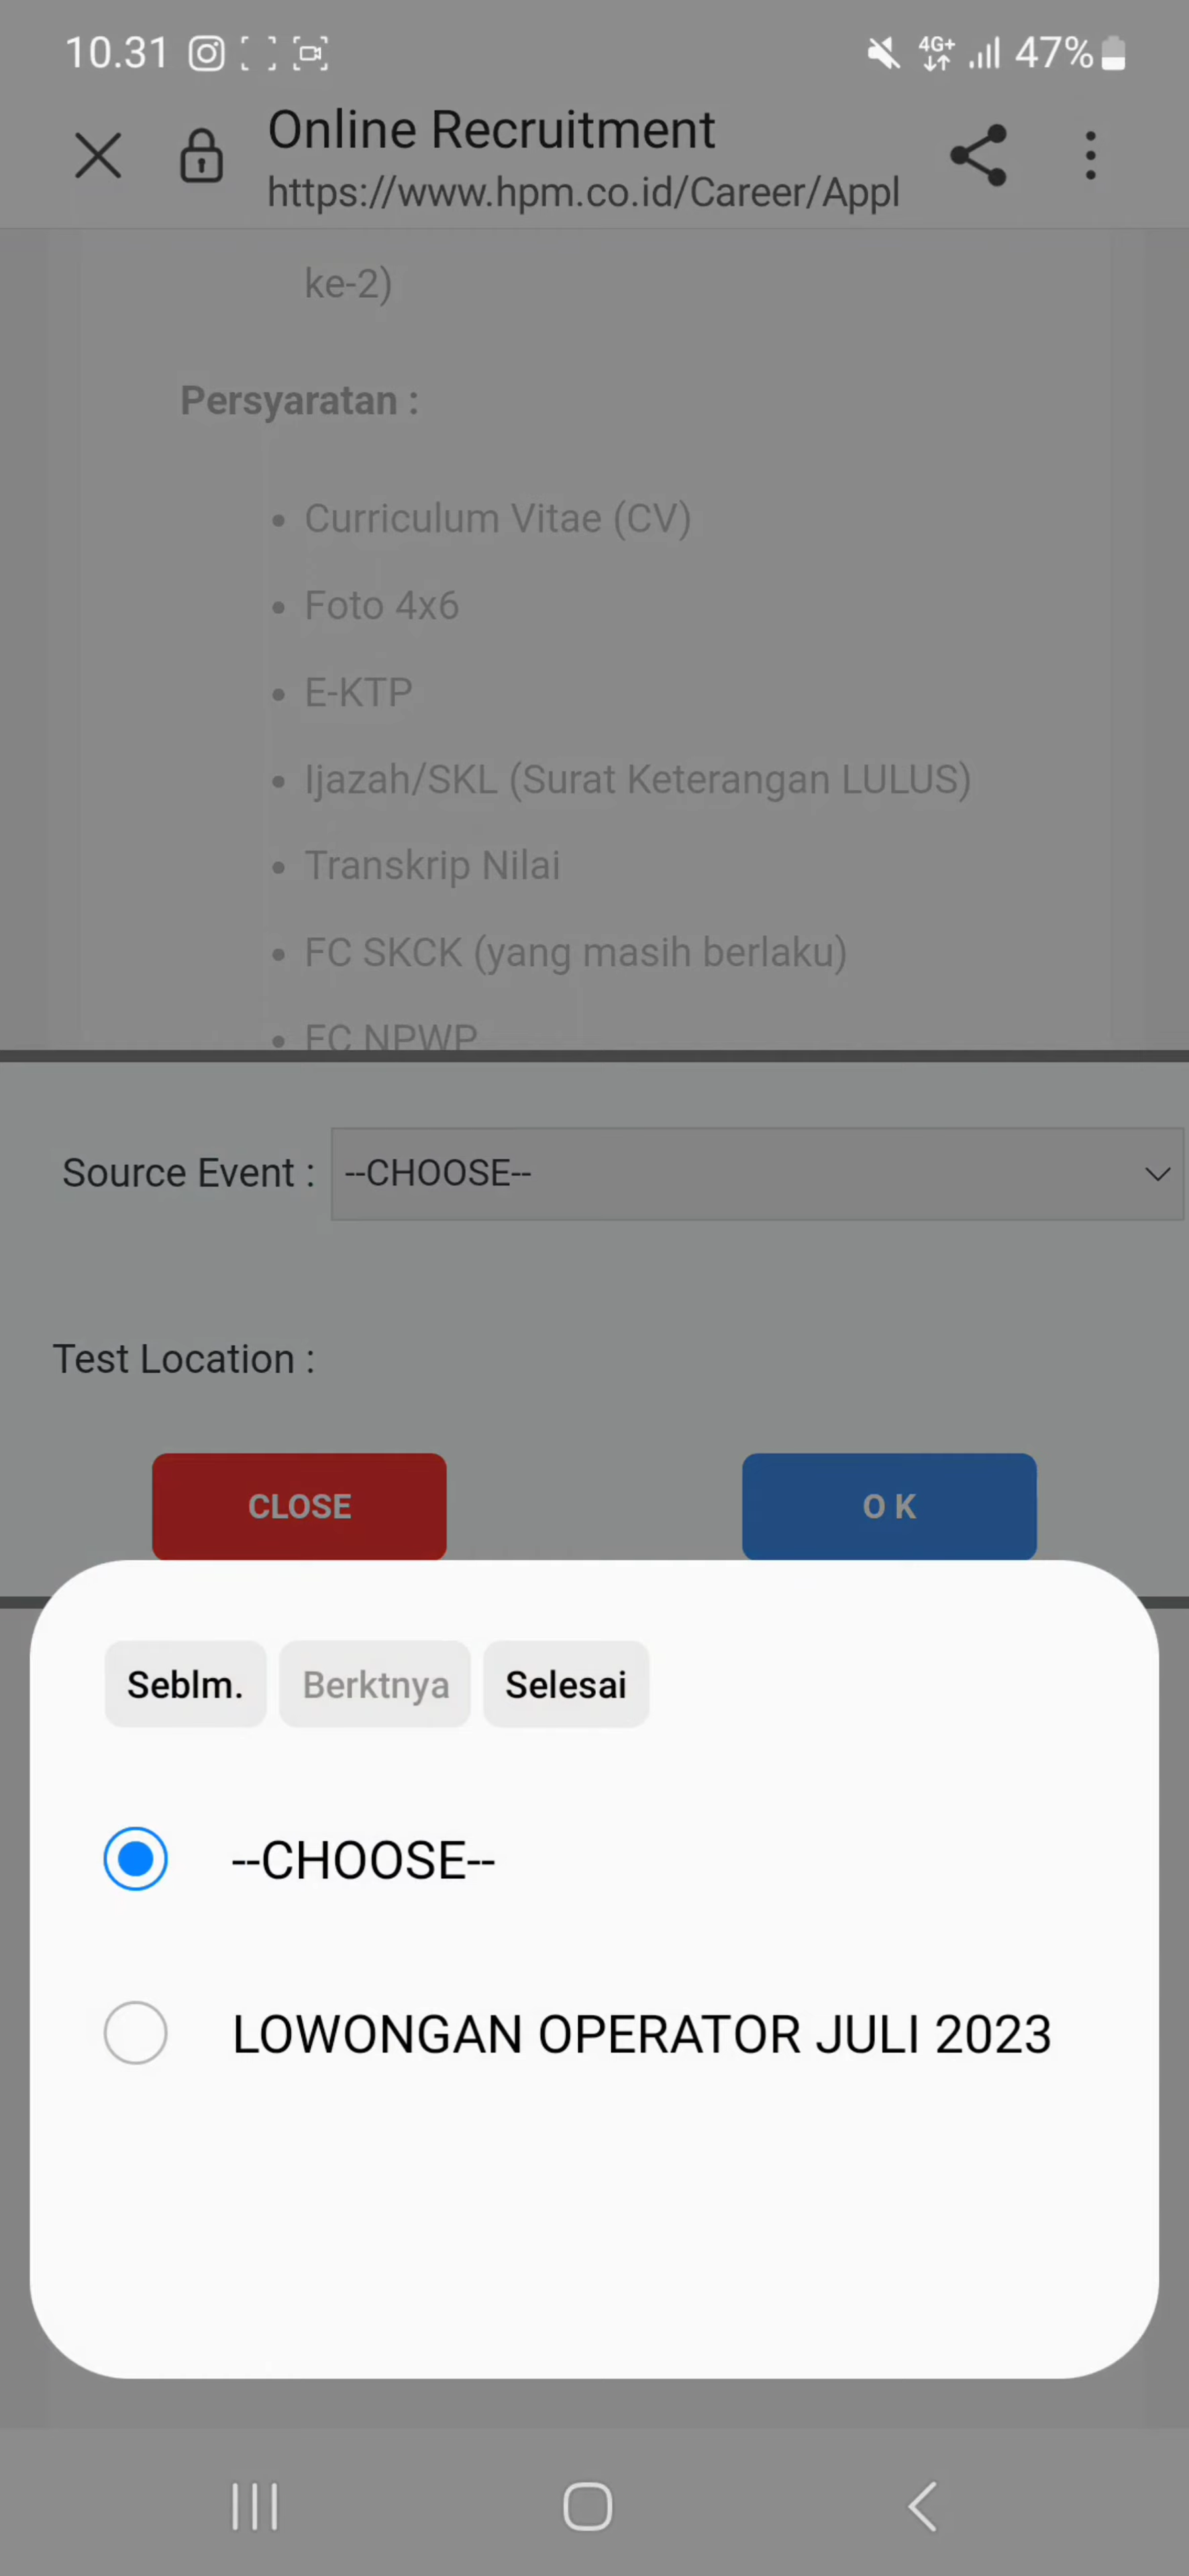 10.31
4G+
47%
Online Recruitment
https://www.hpm.co.id/Career/Appl
ke-2)
Persyaratan :
• Curriculum Vitae (CV)
• Foto 4x6
• E-KTP
• Ijazah/SKL (Surat Keterangan LULUS)
• Transkrip Nilai
• FC SKCK (yang masih berlaku)
• FC NPWP
Source Event : --CHOOSE--
Test Location :
CLOSE
O K
Seblm. Berktnya Selesai
--CHOOSE--
LOWONGAN OPERATOR JULI 2023